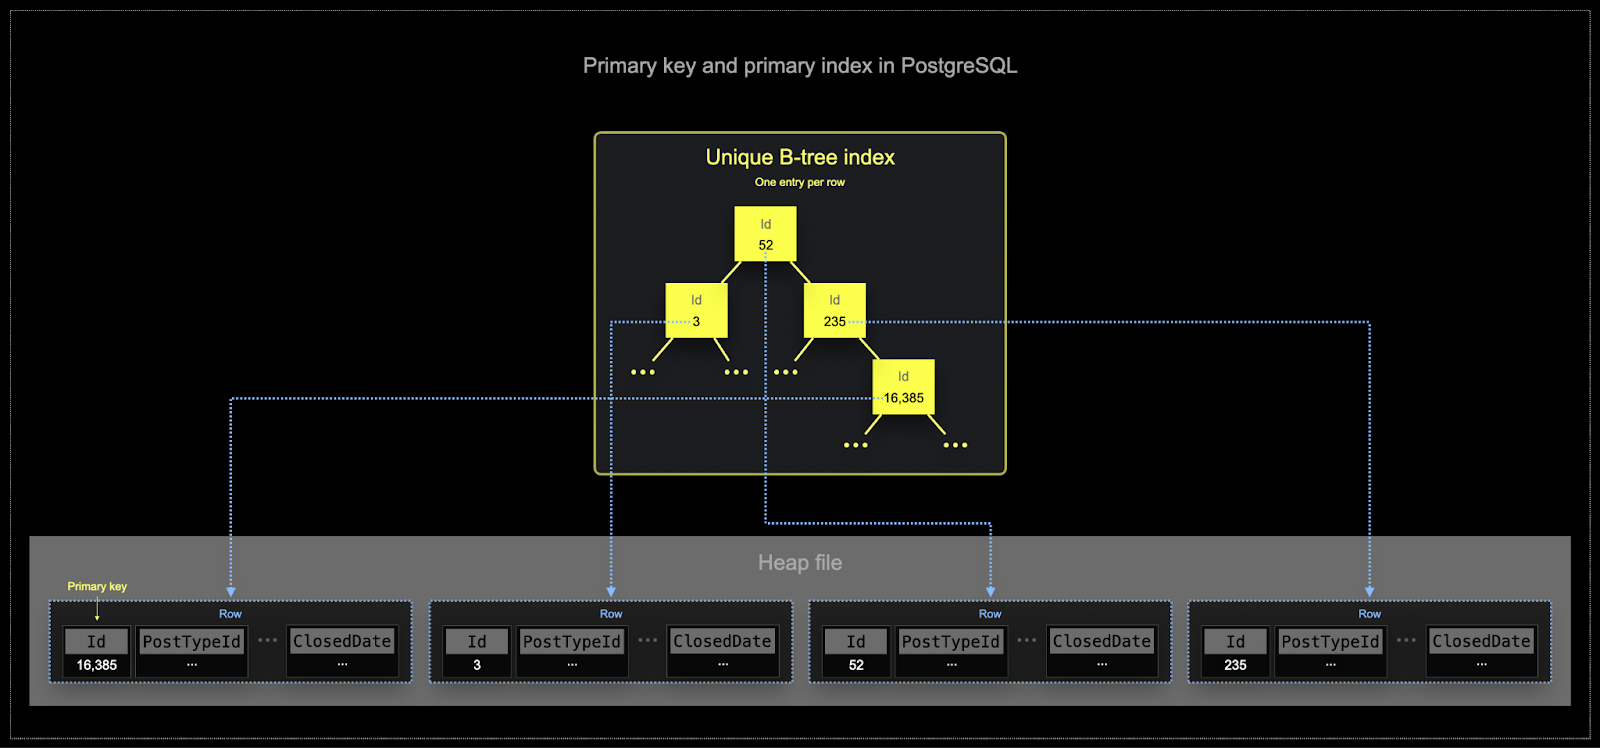 Primary key and primary index in PostgreSQL
Unique B-tree index
One entry per row
Id
52
Id
3
Id
235
Id
16,385
Heap file
Primary key
Row
Id
16,385
PostTypeId
...
ClosedDate
...
Row
Id
3
PostTypeId
...
ClosedDate
...
Row
Id
52
PostTypeId
...
ClosedDate
...
Row
Id
235
PostTypeId
...
ClosedDate
...